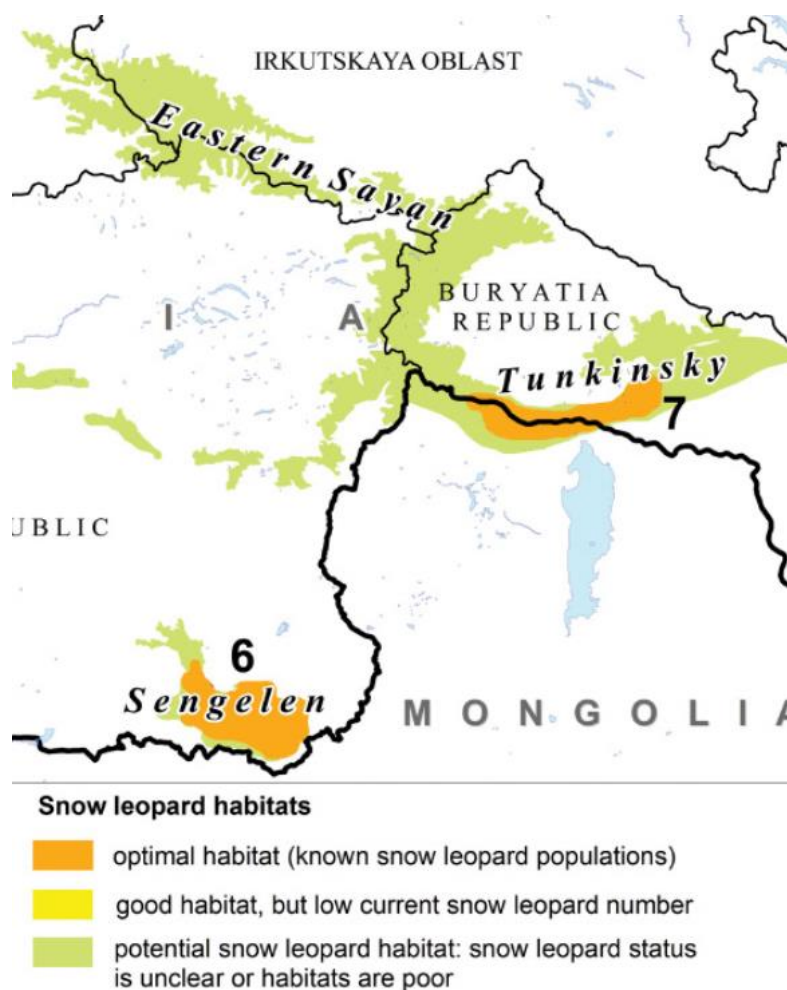 IRKUTSKAYA OBLAST
Eastern Sayan
I A
BURYATIA
REPUBLIC
Tunkinsky
7
UBLIC
6
Sengelen
MONGOLIA
Snow leopard habitats
optimal habitat (known snow leopard populations)
good habitat, but low current snow leopard number
potential snow leopard habitat: snow leopard status
is unclear or habitats are poor